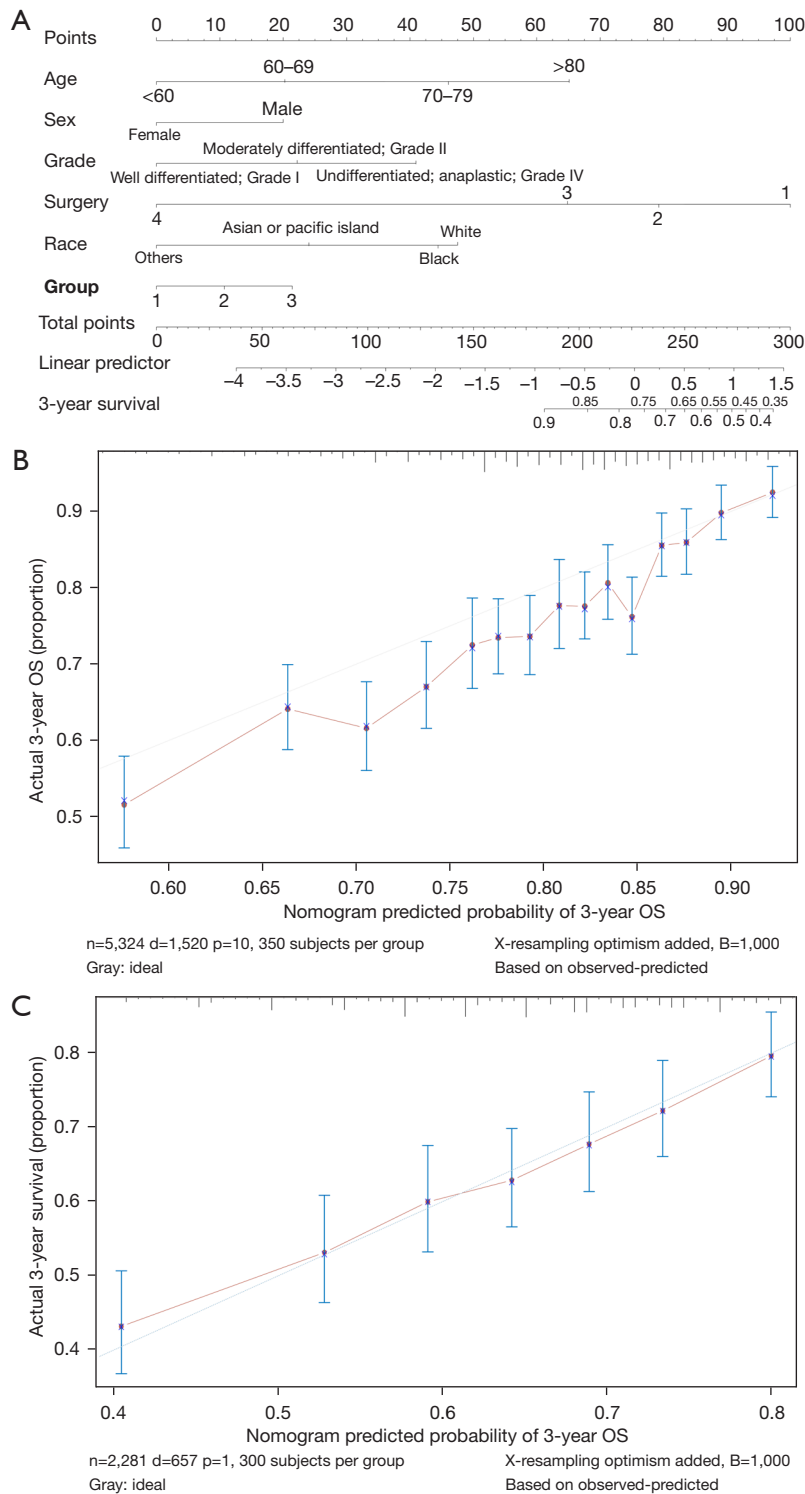 A
Points 0 10 20 30 40 50 60 70 80 90 100
60–69 >80
Age
<60 70–79
Male
Sex
Female
Moderately differentiated; Grade II
Grade
Well differentiated; Grade I Undifferentiated; anaplastic; Grade IV
3 1
Surgery
4 2
Asian or pacific island White
Race
Others Black
Group
1 2 3
Total points
0 50 100 150 200 250 300
Linear predictor
−4 −3.5 −3 −2.5 −2 −1.5 −1 −0.5 0 0.5 1 1.5
3-year survival
0.85 0.75 0.65 0.55 0.45 0.35
0.9 0.8 0.7 0.6 0.5 0.4
B
Actual 3-year OS (proportion)
0.9
0.8
0.7
0.6
0.5
0.60 0.65 0.70 0.75 0.80 0.85 0.90
Nomogram predicted probability of 3-year OS
n=5,324 d=1,520 p=10, 350 subjects per group X-resampling optimism added, B=1,000
Gray: ideal Based on observed-predicted
C
Actual 3-year survival (proportion)
0.8
0.7
0.6
0.5
0.4
0.4 0.5 0.6 0.7 0.8
Nomogram predicted probability of 3-year OS
n=2,281 d=657 p=1, 300 subjects per group X-resampling optimism added, B=1,000
Gray: ideal Based on observed-predicted